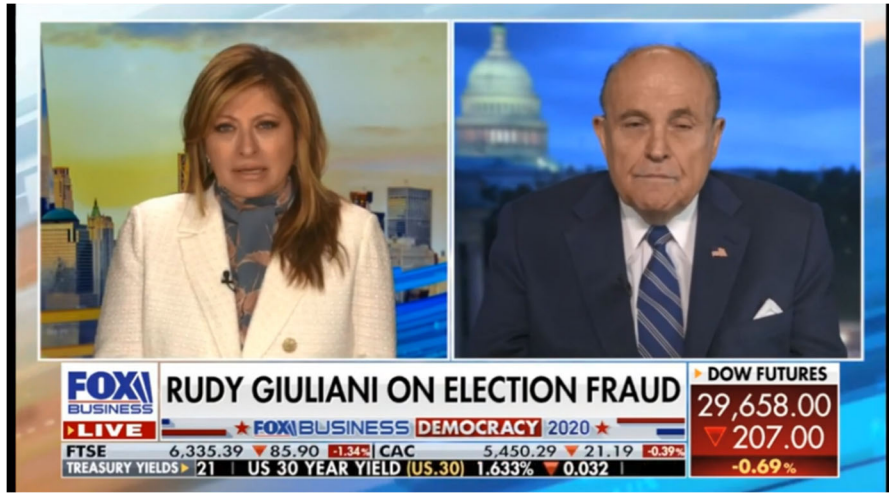 RUDY GIULIANI ON ELECTION FRAUD
FOX BUSINESS
LIVE
FOX BUSINESS DEMOCRACY 2020
DOW FUTURES
29,658.00
▼ 207.00
-0.69%
FTSE 6,335.39 ▼ 85.90 -1.34% CAC 5,450.29 ▼ 21.19 -0.39%
TREASURY YIELDS 21 US 30 YEAR YIELD (US.30) 1.633% ▼ 0.032